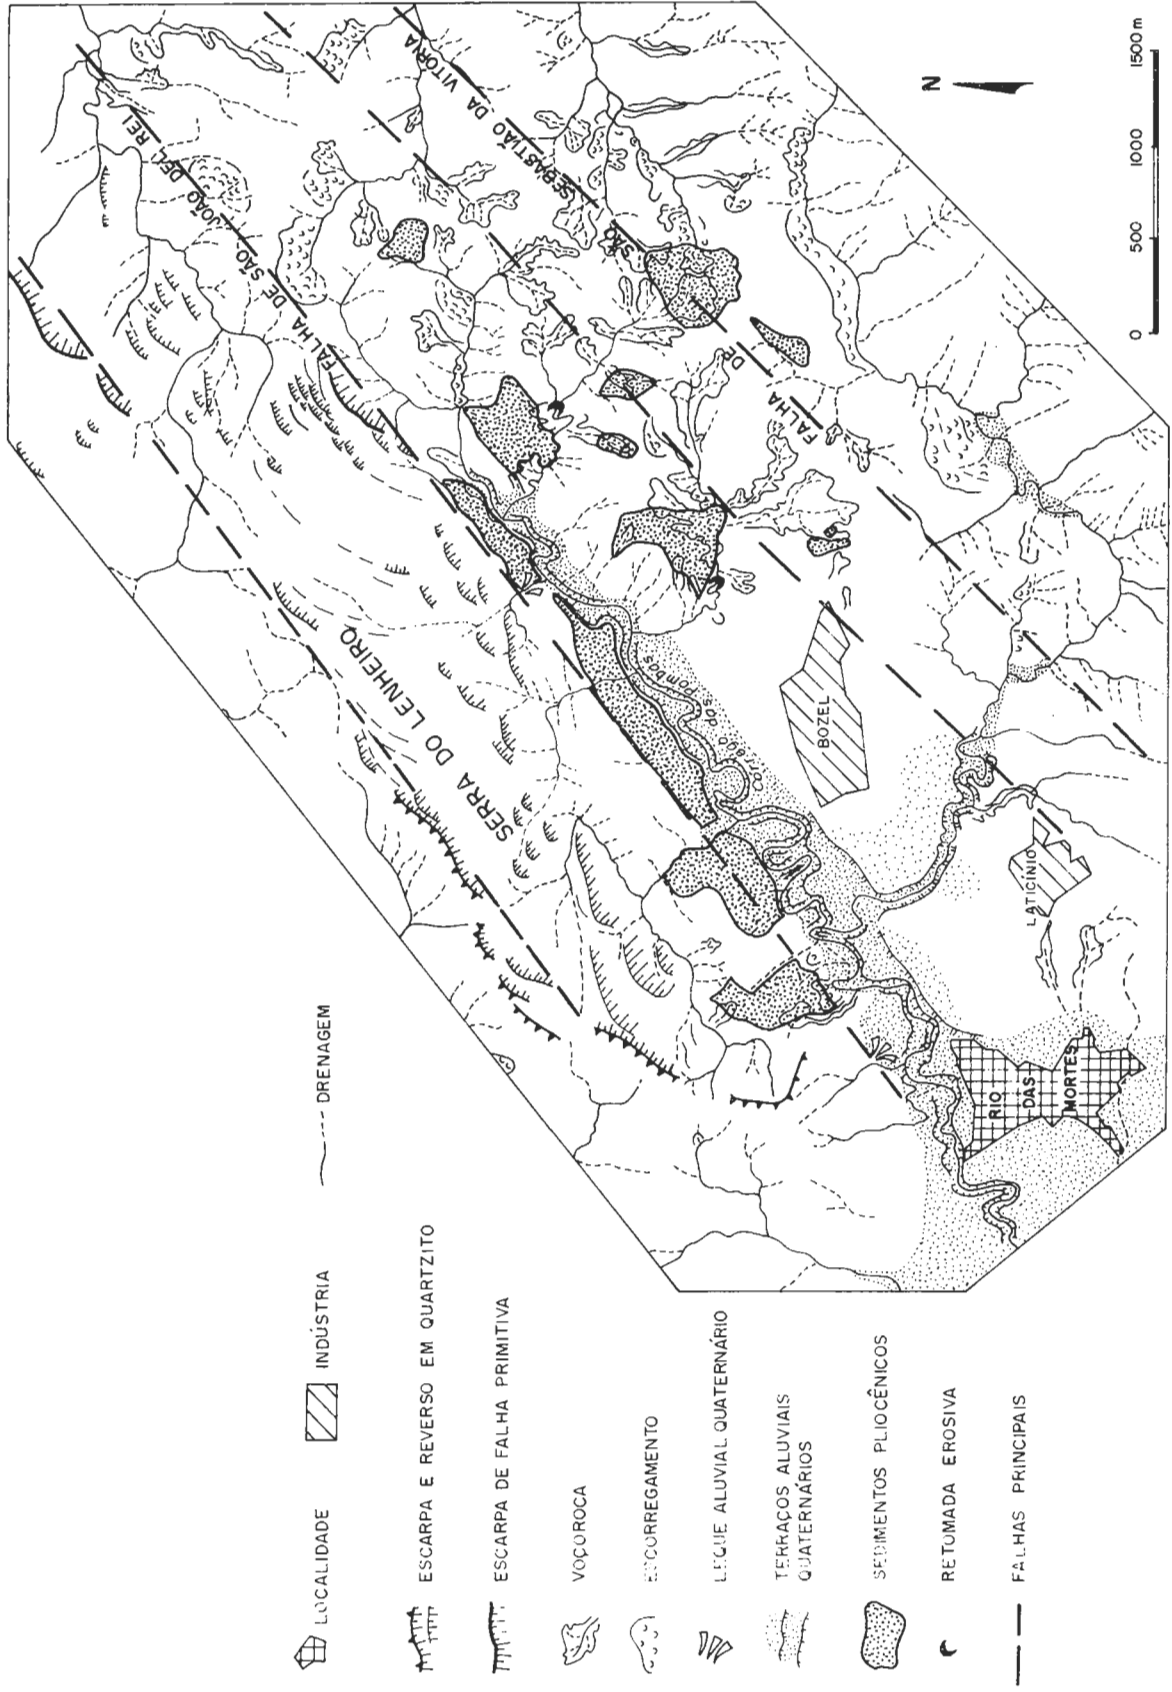 FALHA DE SÃO JOÃO DEL REI
FALHA DE SÃO SEBASTIÃO DA VITÓRIA
SERRA DO LENHEIRO
Córrego das Pombas
BOZEL
LATICÍNIO
RIO
DAS
MORTES
N
0 500 1000 1500 m
LOCALIDADE
INDÚSTRIA
DRENAGEM
ESCARPA E REVERSO EM QUARTZITO
ESCARPA DE FALHA PRIMITIVA
VOÇOROCA
ESCORREGAMENTO
LEQUE ALUVIAL QUATERNÁRIO
TERRAÇOS ALUVIAIS
QUATERNÁRIOS
SEDIMENTOS PLIOCÊNICOS
RETOMADA EROSIVA
FALHAS PRINCIPAIS